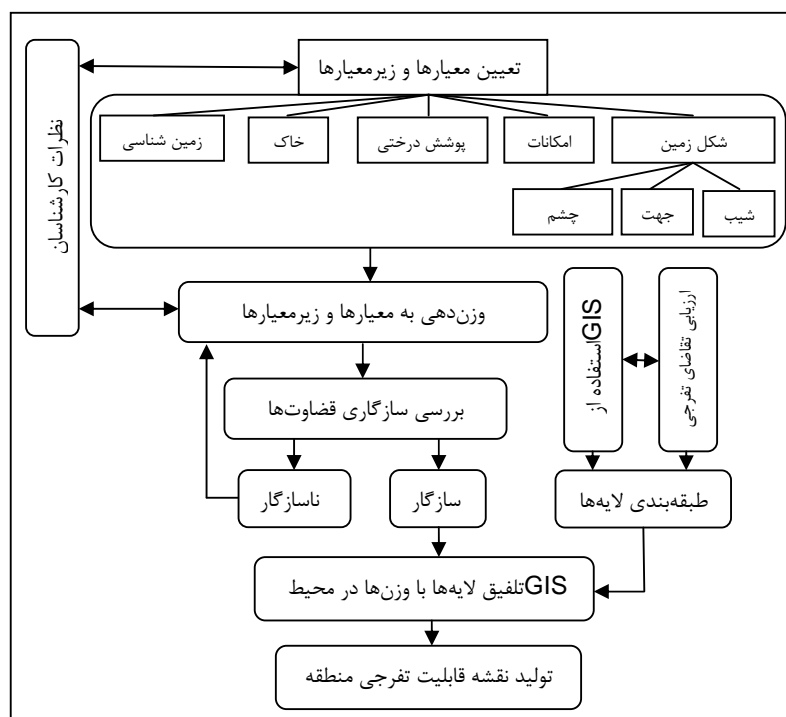 تعیین معیارها و زیرمعیارها
نظرات کارشناسان
شکل زمین
امکانات
پوشش درختی
خاک
زمین شناسی
شیب
جهت
چشم
وزن‌دهی به معیارها و زیرمعیارها
ارزیابی تقاضای تفرجی
استفاده از GIS
بررسی سازگاری قضاوت‌ها
سازگار
ناسازگار
طبقه‌بندی لایه‌ها
تلفیق لایه‌ها با وزن‌ها در محیط GIS
تولید نقشه قابلیت تفرجی منطقه